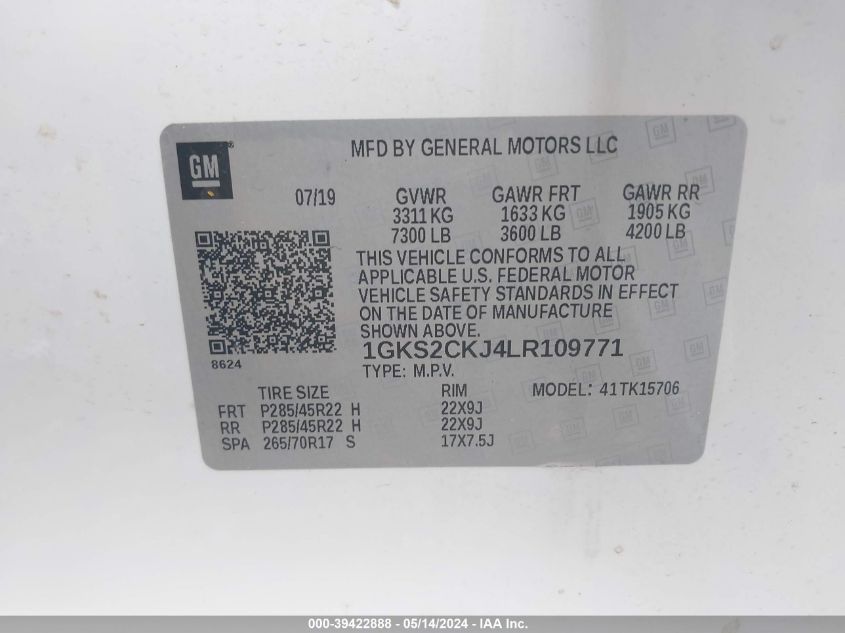 GM
MFD BY GENERAL MOTORS LLC
07/19 GVWR GAWR FRT GAWR RR
3311 KG 1633 KG 1905 KG
7300 LB 3600 LB 4200 LB
THIS VEHICLE CONFORMS TO ALL
APPLICABLE U.S. FEDERAL MOTOR
VEHICLE SAFETY STANDARDS IN EFFECT
ON THE DATE OF MANUFACTURE
SHOWN ABOVE.
1GKS2CKJ4LR109771
8624
TYPE: M.P.V.
TIRE SIZE RIM MODEL: 41TK15706
FRT P285/45R22 H 22X9J
RR P285/45R22 H 22X9J
SPA 265/70R17 S 17X7.5J
000-39422888 - 05/14/2024 - IAA Inc.